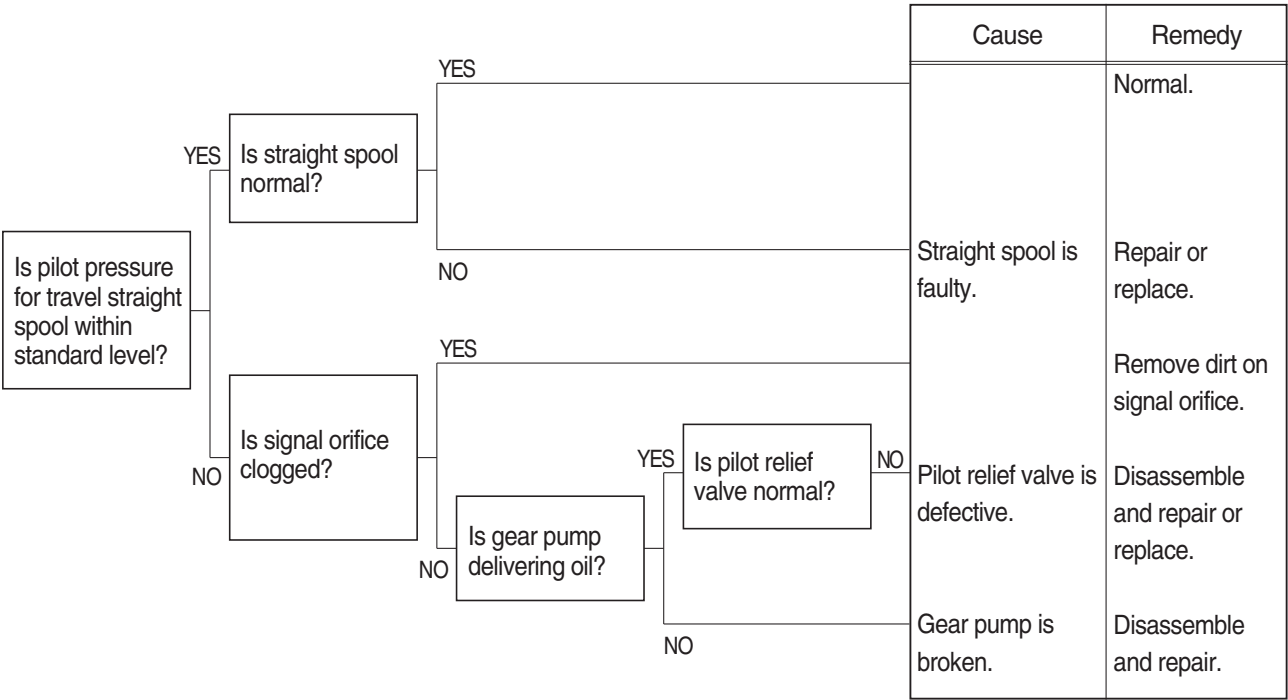 Cause
Remedy
YES
Normal.
YES
Is straight spool
normal?
NO
Straight spool is
faulty.
Repair or
replace.
Is pilot pressure
for travel straight
spool within
standard level?
YES
Remove dirt on
signal orifice.
NO
Is signal orifice
clogged?
YES
Is pilot relief
valve normal?
NO
Pilot relief valve is
defective.
Disassemble
and repair or
replace.
NO
Is gear pump
delivering oil?
NO
Gear pump is
broken.
Disassemble
and repair.